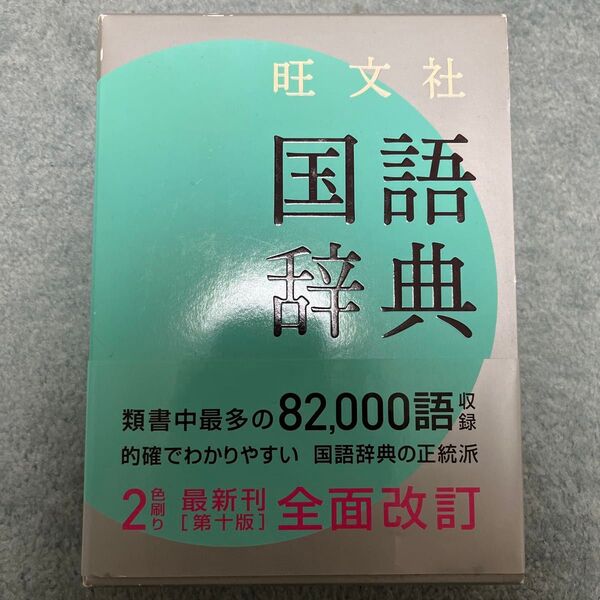 旺文社
国語
辞典
類書中最多の82,000語収録
的確でわかりやすい 国語辞典の正統派
2色刷り 最新刊[第十版] 全面改訂